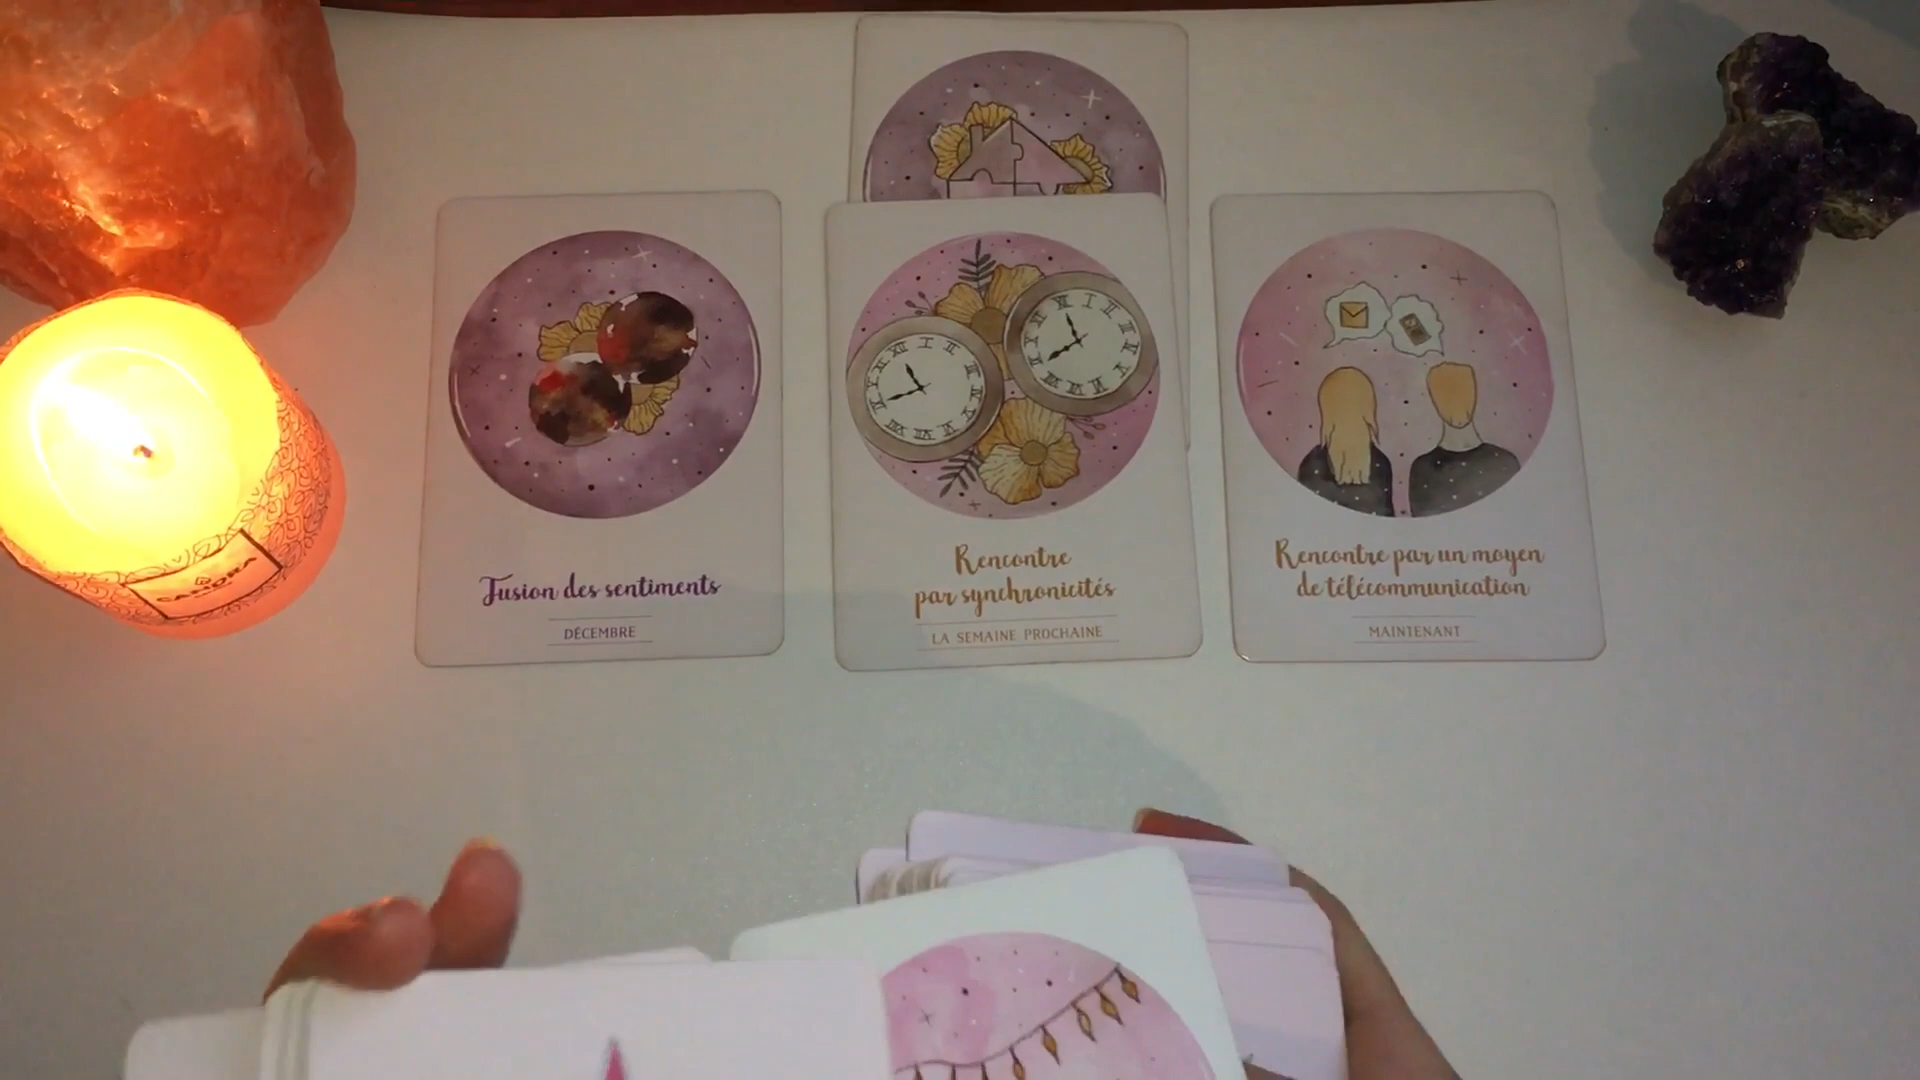 Fusion des sentiments
DÉCEMBRE
Rencontre
par synchronicités
LA SEMAINE PROCHAINE
Rencontre par un moyen
de télécommunication
MAINTENANT